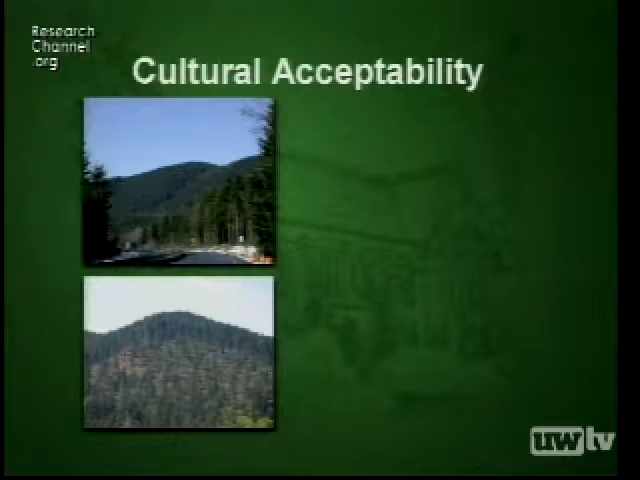 Research
Channel
.org
Cultural Acceptability
uwtv